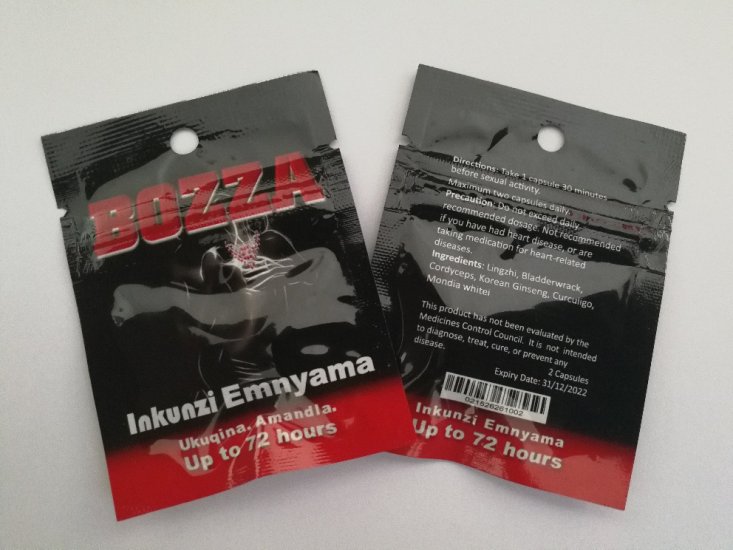 BOZZA
Inkunzi Emnyama
Ukuqina. Amandla.
Up to 72 hours
Directions: Take 1 capsule 30 minutes
before sexual activity.
Maximum two capsules daily.
Precaution: Do not exceed daily
recommended dosage. Not recommended
if you have had heart disease, or are
taking medication for heart-related
diseases.
Ingredients: Lingzhi, Bladderwrack,
Cordyceps, Korean Ginseng, Curculigo,
Mondia whitei
This product has not been evaluated by the
Medicines Control Council. It is not intended
to diagnose, treat, cure, or prevent any
disease.
2 Capsules
Expiry Date: 31/12/2022
021526261002
Inkunzi Emnyama
Up to 72 hours